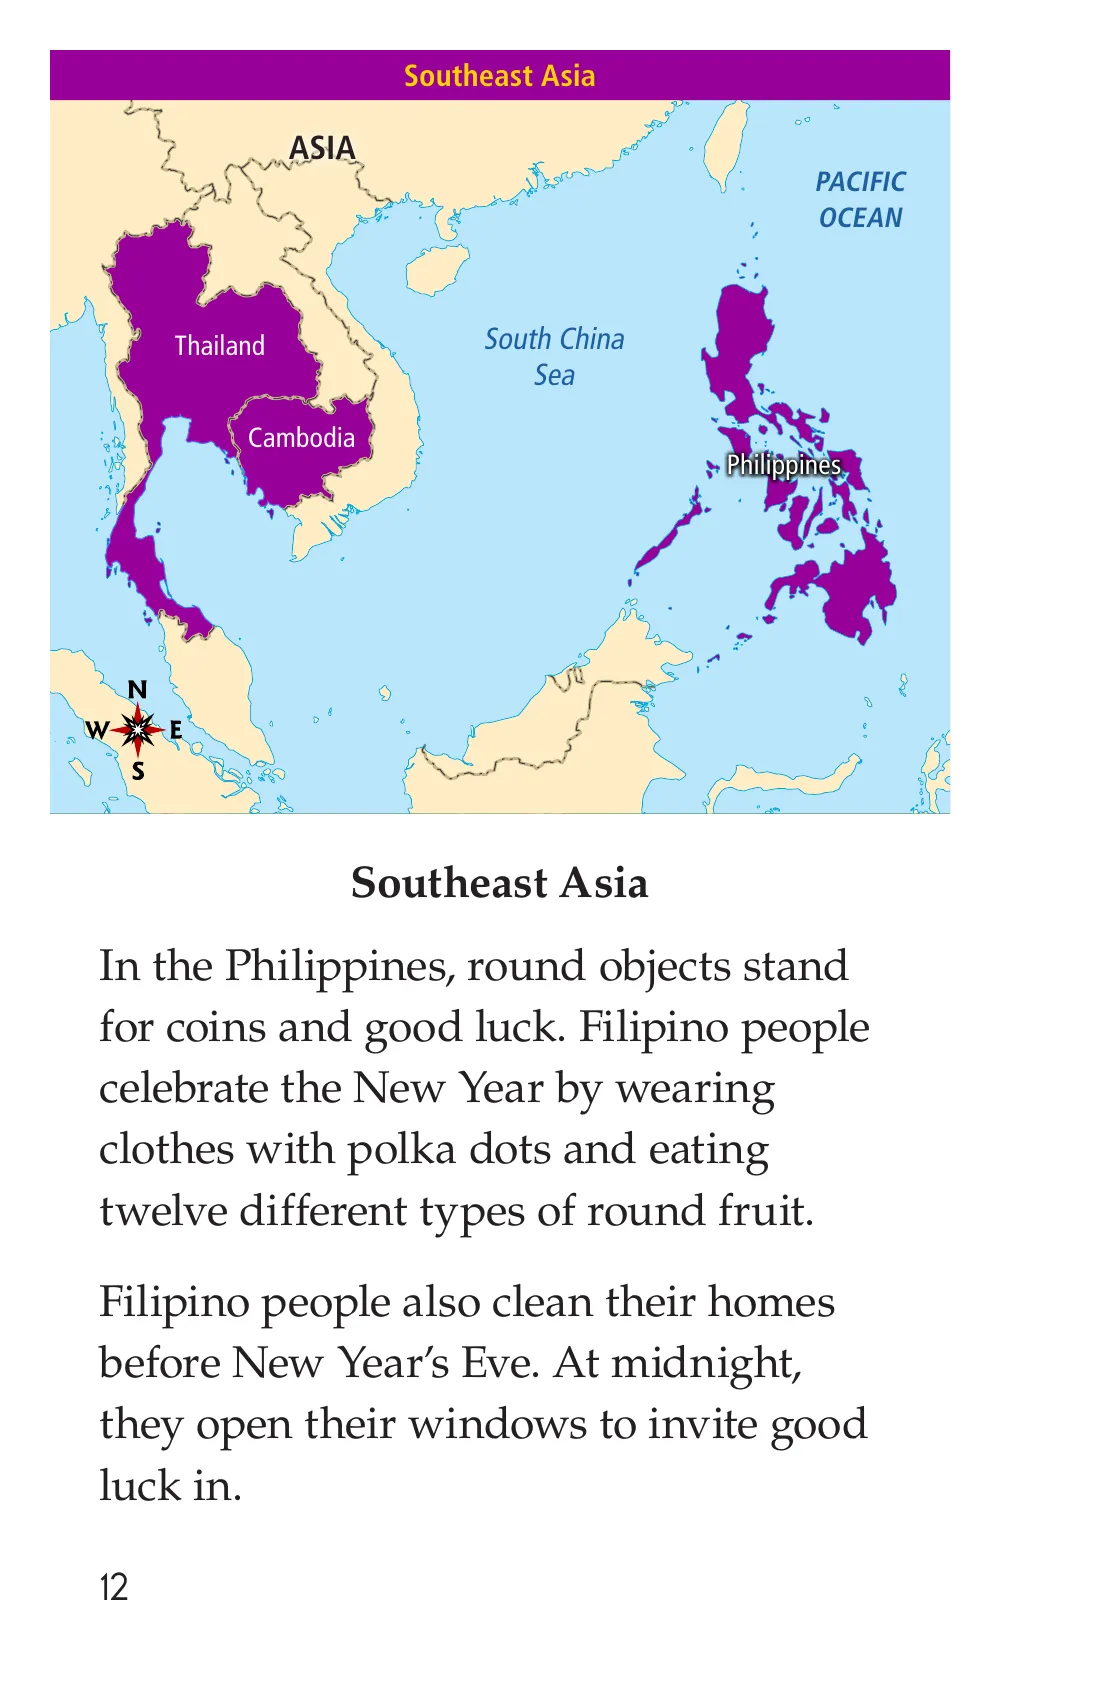 Southeast Asia
ASIA
PACIFIC
OCEAN
South China
Sea
Thailand
Cambodia
Philippines
N
W
E
S
Southeast Asia
In the Philippines, round objects stand
for coins and good luck. Filipino people
celebrate the New Year by wearing
clothes with polka dots and eating
twelve different types of round fruit.
Filipino people also clean their homes
before New Year’s Eve. At midnight,
they open their windows to invite good
luck in.
12